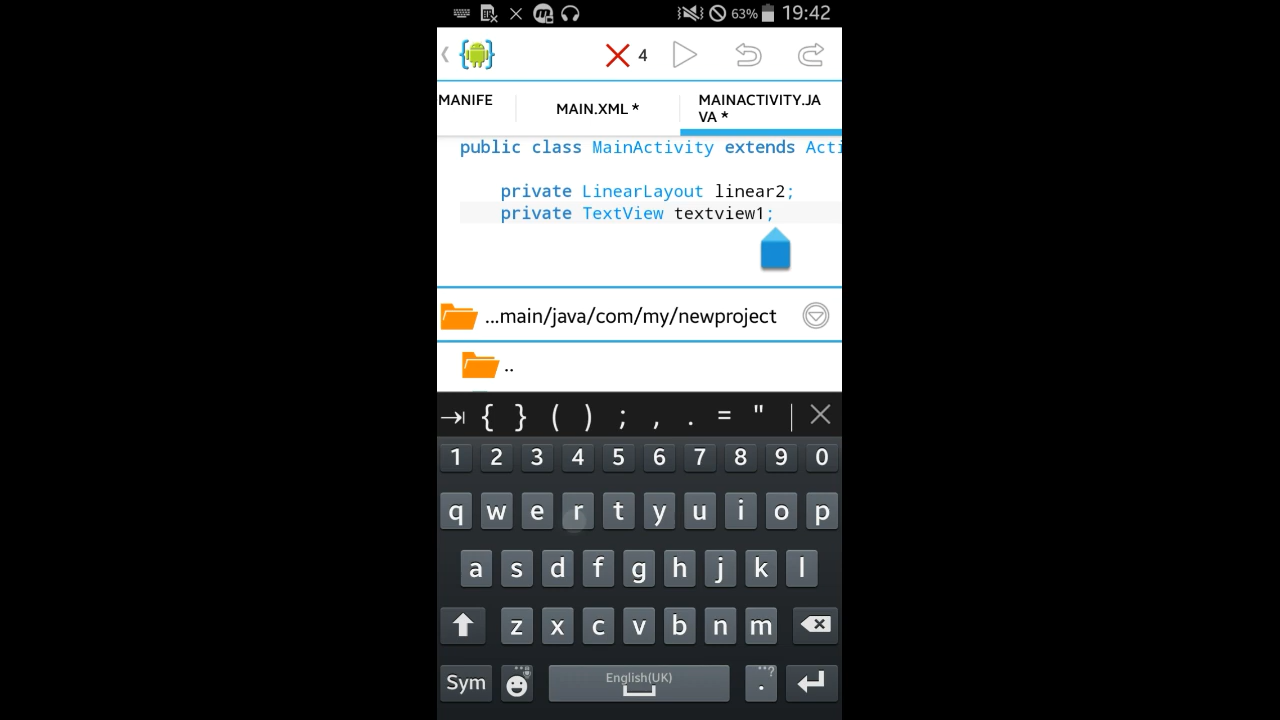 63% 19:42
4
MANIFE
MAIN.XML *
MAINACTIVITY.JA
VA *
public class MainActivity extends Acti
private LinearLayout linear2;
private TextView textview1;
...main/java/com/my/newproject
..
{ } ( ) ; , . = " |
1 2 3 4 5 6 7 8 9 0
q w e r t y u i o p
a s d f g h j k l
z x c v b n m
Sym English(UK) .